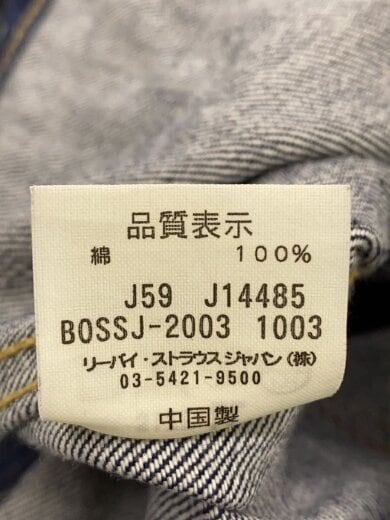 品質表示
綿 100%
J59 J14485
BOSSJ-2003 1003
リーバイ・ストラウスジャパン(株)
03-5421-9500
中国製